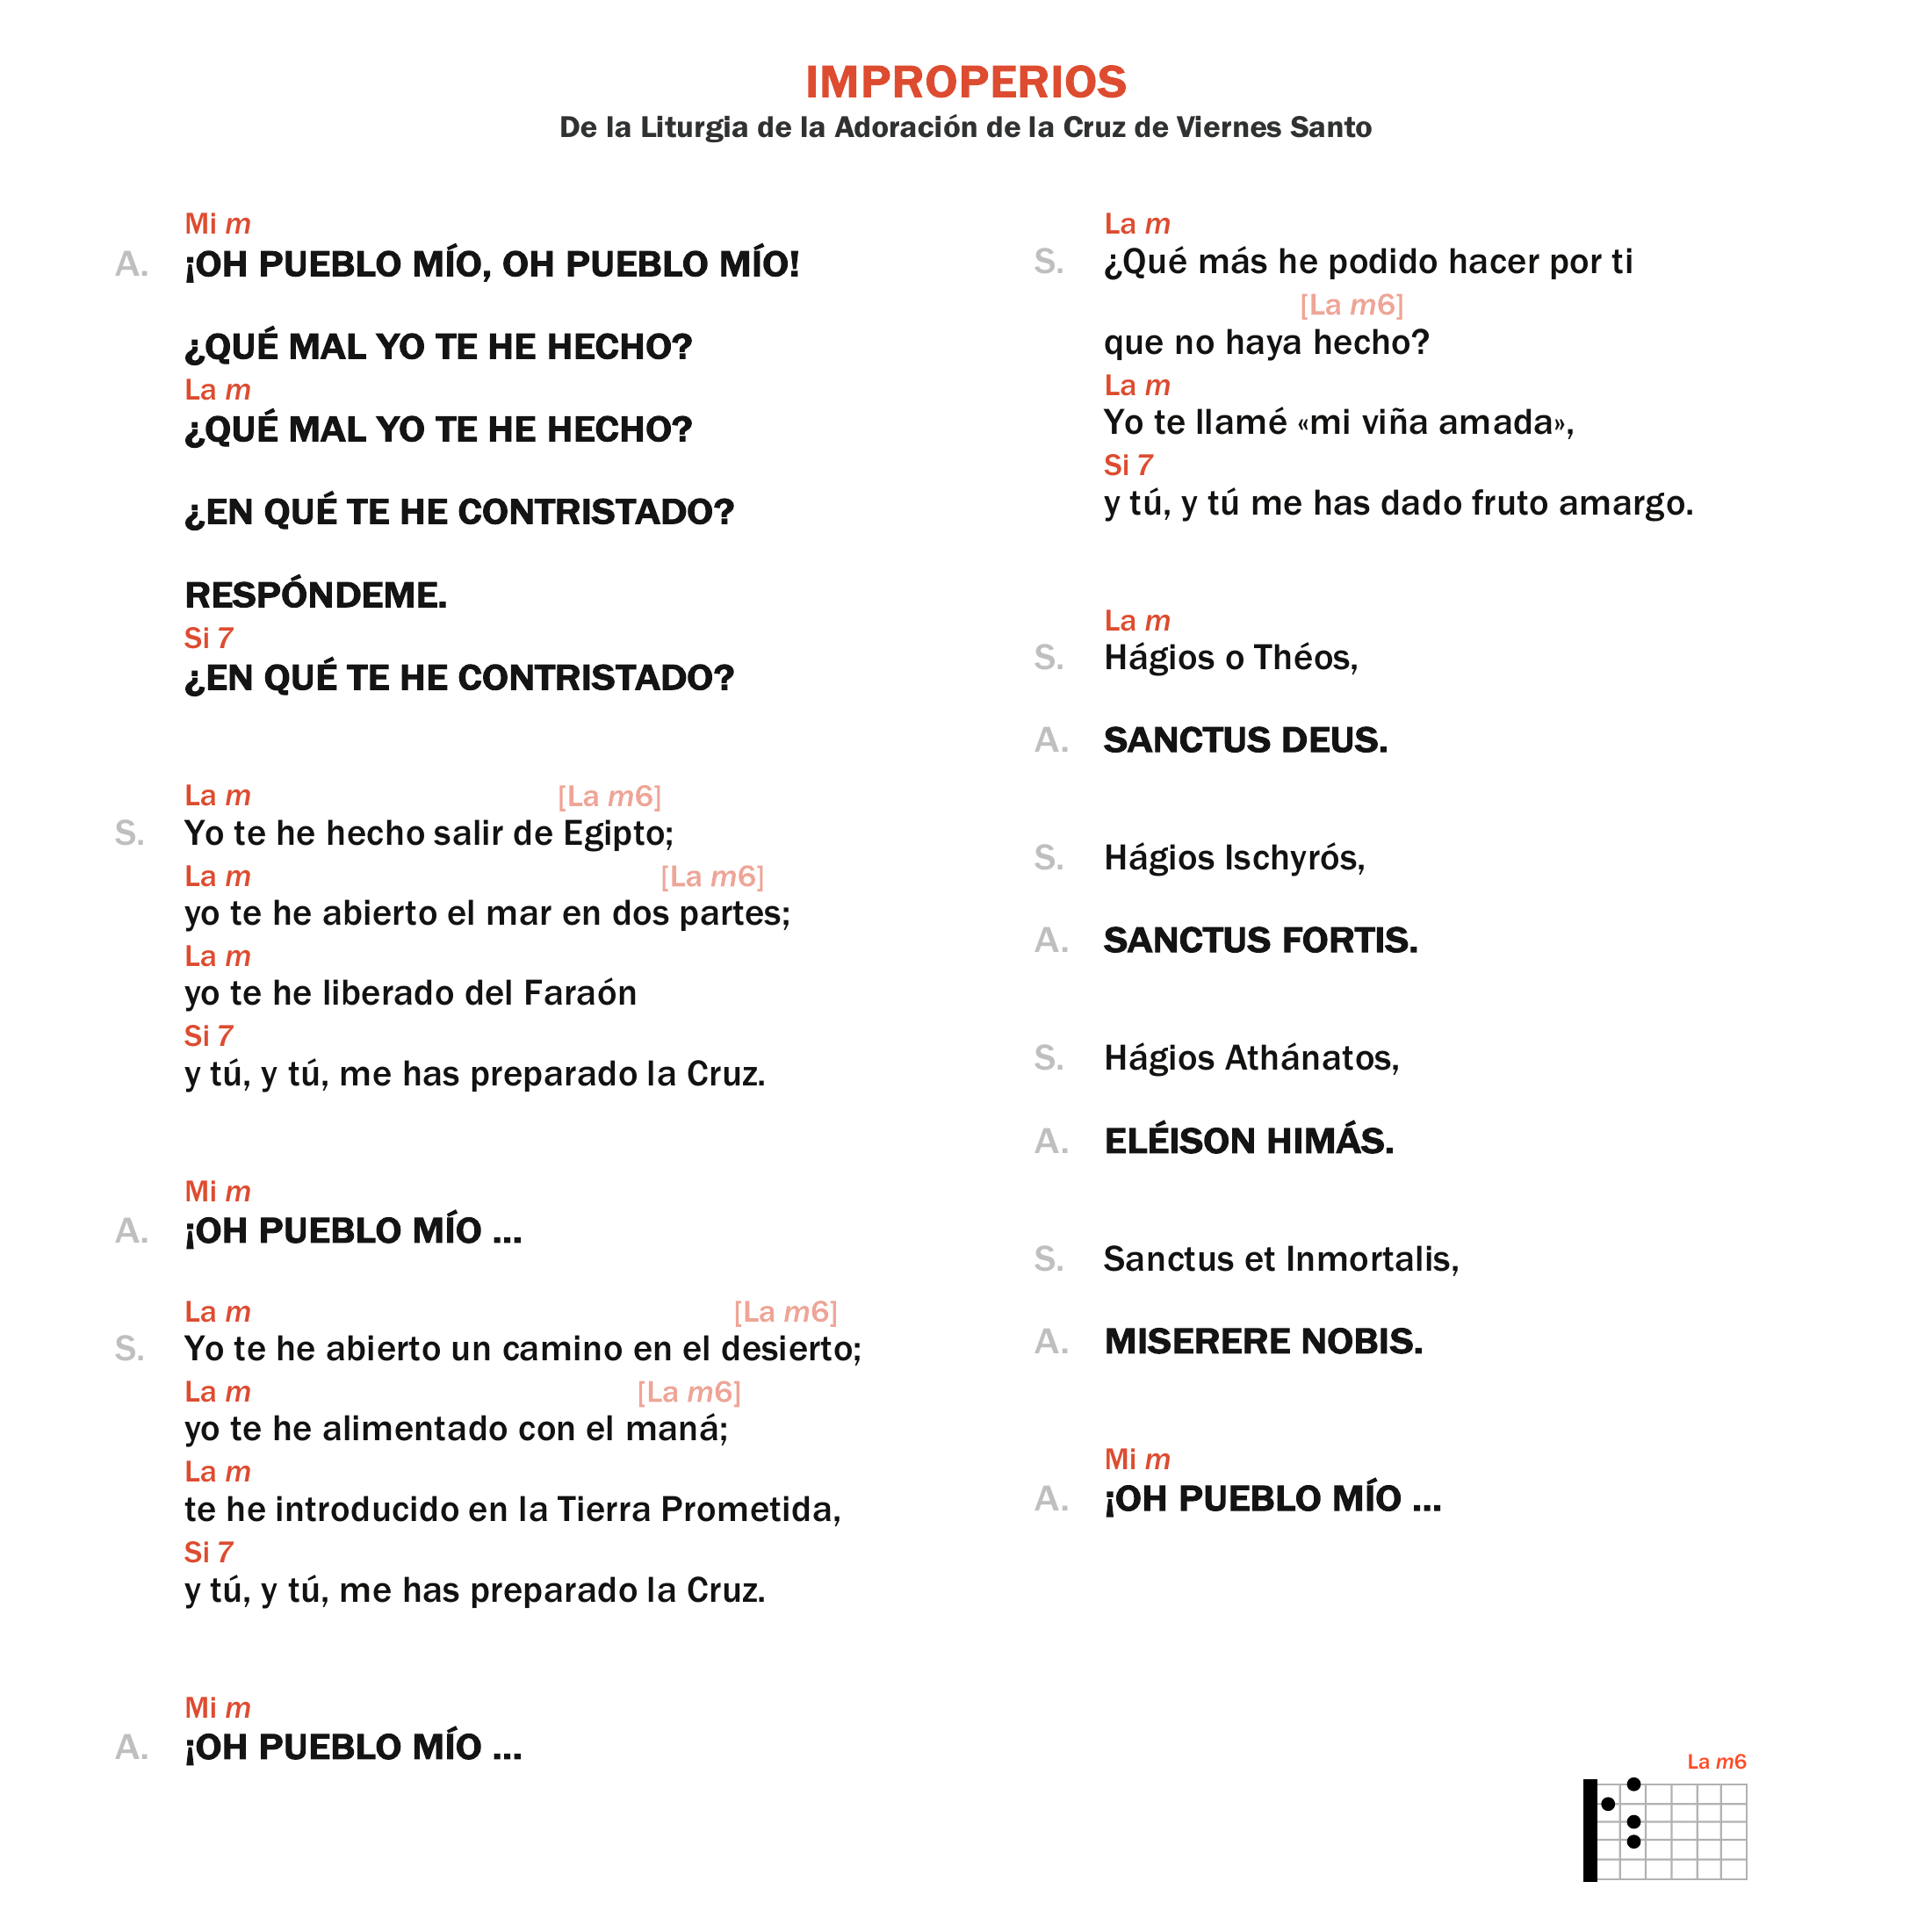 IMPROPERIOS
De la Liturgia de la Adoración de la Cruz de Viernes Santo
Mi m
A. ¡OH PUEBLO MÍO, OH PUEBLO MÍO!
¿QUÉ MAL YO TE HE HECHO?
La m
¿QUÉ MAL YO TE HE HECHO?
¿EN QUÉ TE HE CONTRISTADO?
RESPÓNDEME.
Si 7
¿EN QUÉ TE HE CONTRISTADO?
La m [La m6]
S. Yo te he hecho salir de Egipto;
La m [La m6]
yo te he abierto el mar en dos partes;
La m
yo te he liberado del Faraón
Si 7
y tú, y tú, me has preparado la Cruz.
Mi m
A. ¡OH PUEBLO MÍO ...
La m [La m6]
S. Yo te he abierto un camino en el desierto;
La m [La m6]
yo te he alimentado con el maná;
La m
te he introducido en la Tierra Prometida,
Si 7
y tú, y tú, me has preparado la Cruz.
Mi m
A. ¡OH PUEBLO MÍO ...
La m
S. ¿Qué más he podido hacer por ti
[La m6]
que no haya hecho?
La m
Yo te llamé «mi viña amada»,
Si 7
y tú, y tú me has dado fruto amargo.
La m
S. Hágios o Théos,
A. SANCTUS DEUS.
S. Hágios Ischyrós,
A. SANCTUS FORTIS.
S. Hágios Athánatos,
A. ELÉISON HIMÁS.
S. Sanctus et Inmortalis,
A. MISERERE NOBIS.
Mi m
A. ¡OH PUEBLO MÍO ...
La m6